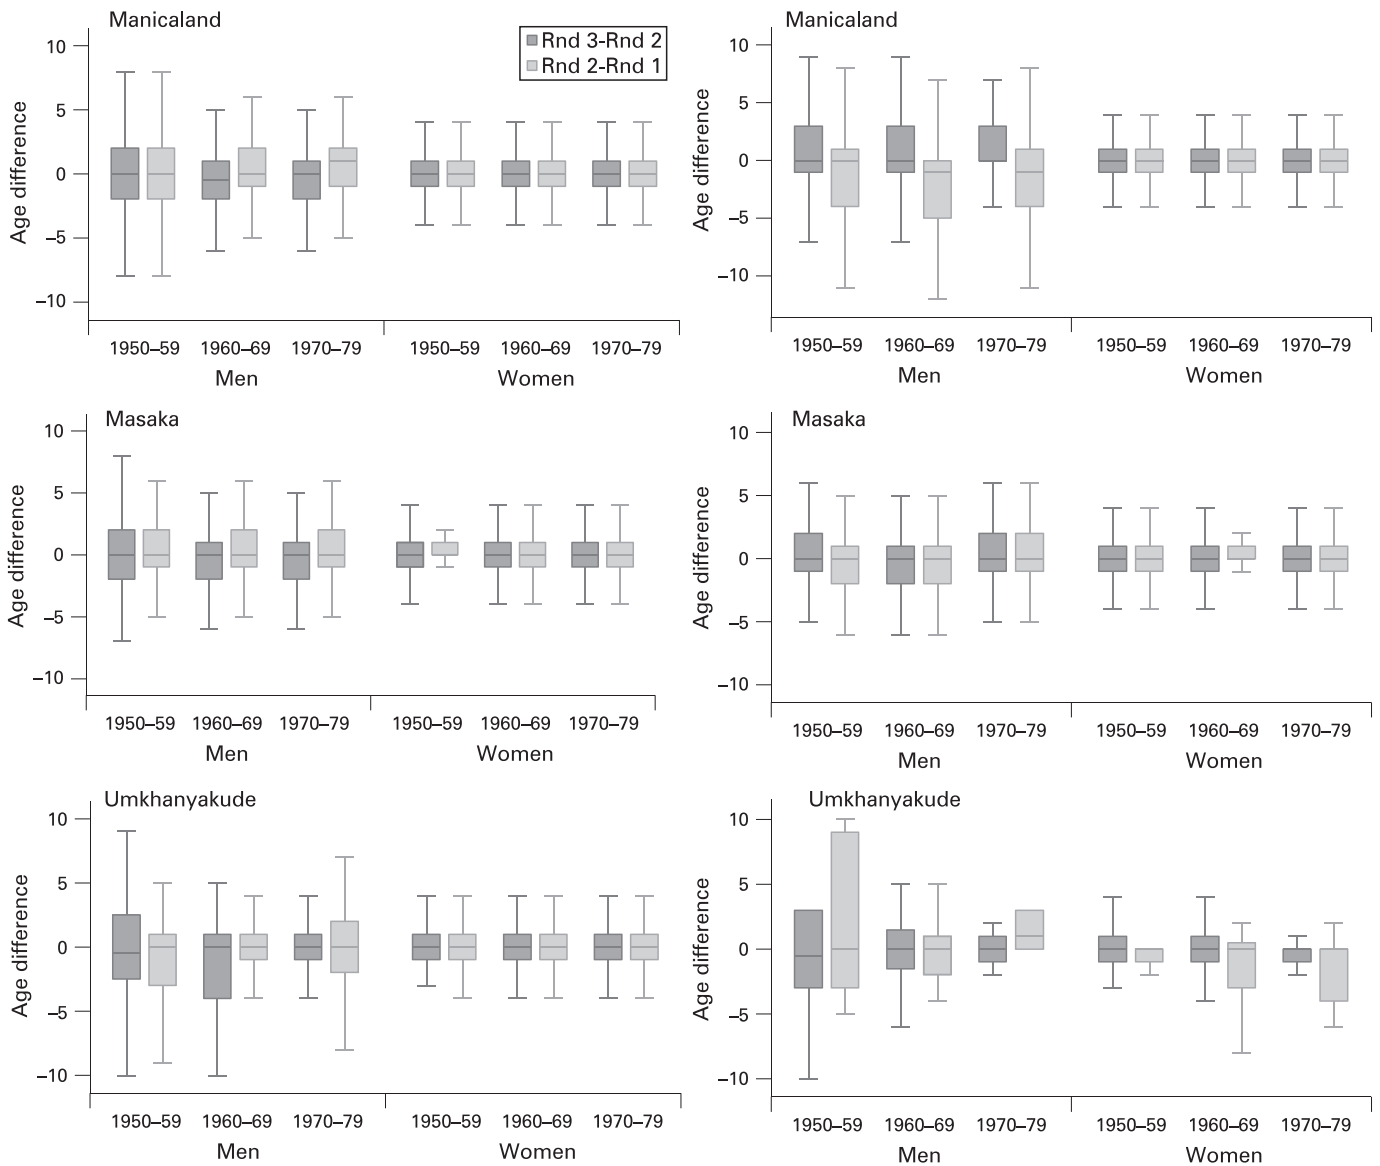 Manicaland
Rnd 3-Rnd 2
Rnd 2-Rnd 1
Age difference
10
5
0
–5
–10
1950–59 1960–69 1970–79 1950–59 1960–69 1970–79
Men Women
Manicaland
Age difference
10
5
0
–5
–10
1950–59 1960–69 1970–79 1950–59 1960–69 1970–79
Men Women
Masaka
Age difference
10
5
0
–5
–10
1950–59 1960–69 1970–79 1950–59 1960–69 1970–79
Men Women
Masaka
Age difference
10
5
0
–5
–10
1950–59 1960–69 1970–79 1950–59 1960–69 1970–79
Men Women
Umkhanyakude
Age difference
10
5
0
–5
–10
1950–59 1960–69 1970–79 1950–59 1960–69 1970–79
Men Women
Umkhanyakude
Age difference
10
5
0
–5
–10
1950–59 1960–69 1970–79 1950–59 1960–69 1970–79
Men Women